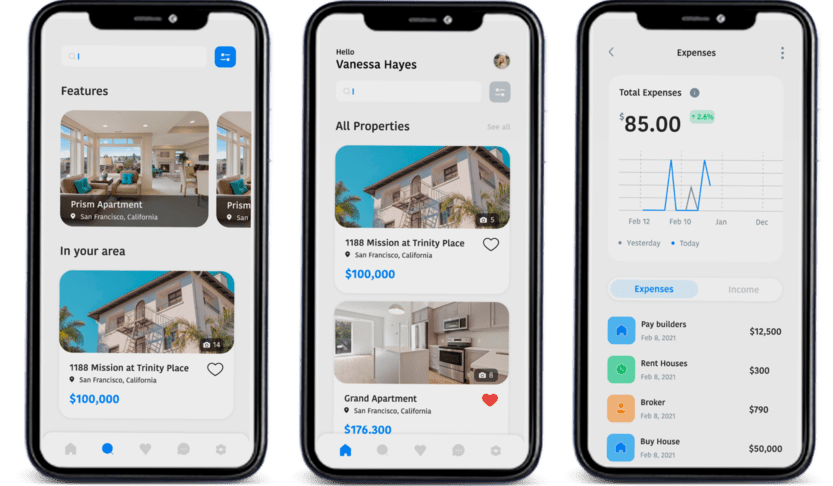 Features
Prism Apartment
San Francisco, California
Prism
San
In your area
14
1188 Mission at Trinity Place
San Francisco, California
$100,000
Hello
Vanessa Hayes
All Properties
See all
5
1188 Mission at Trinity Place
San Francisco, California
$100,000
8
Grand Apartment
San Francisco, California
$176,300
Expenses
Total Expenses
$85.00
↑ 2.6%
Feb 12 Feb 10 Jan Dec
Yesterday Today
Expenses Income
Pay builders
Feb 8, 2021
$12,500
Rent Houses
Feb 8, 2021
$300
Broker
Feb 8, 2021
$790
Buy House
Feb 8, 2021
$50,000